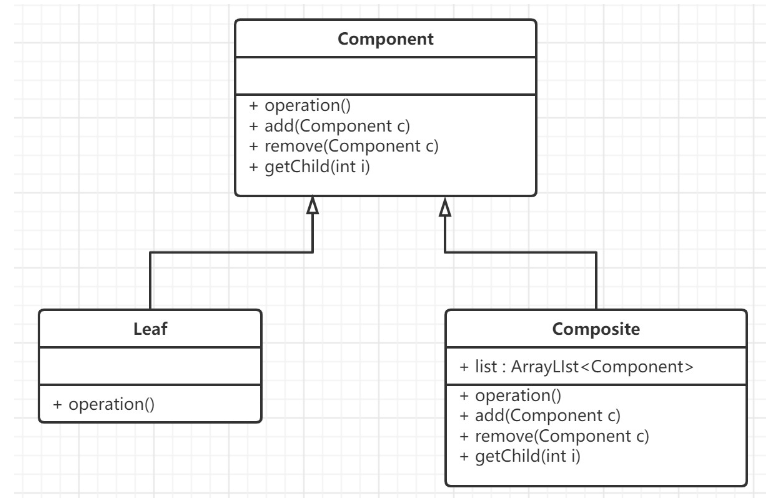 Component
+ operation()
+ add(Component c)
+ remove(Component c)
+ getChild(int i)
Leaf
+ operation()
Composite
+ list : ArrayLIst<Component>
+ operation()
+ add(Component c)
+ remove(Component c)
+ getChild(int i)